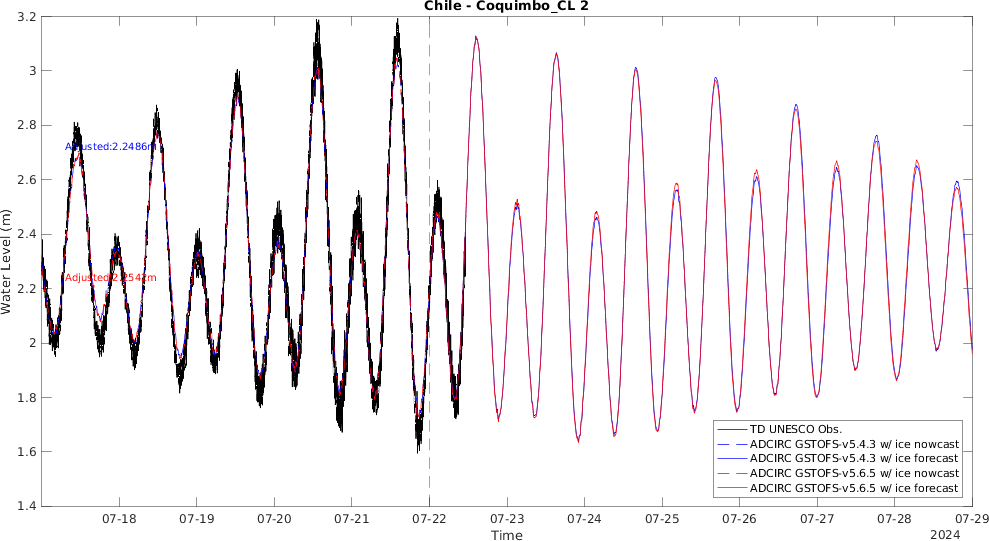 Chile - Coquimbo_CL 2
Water Level (m)
3.2
3
2.8
2.6
2.4
2.2
2
1.8
1.6
1.4
Adjusted:2.2486m
Adjusted:2.2542m
TD UNESCO Obs.
ADCIRC GSTOFS-v5.4.3 w/ ice nowcast
ADCIRC GSTOFS-v5.4.3 w/ ice forecast
ADCIRC GSTOFS-v5.6.5 w/ ice nowcast
ADCIRC GSTOFS-v5.6.5 w/ ice forecast
07-18 07-19 07-20 07-21 07-22 07-23 07-24 07-25 07-26 07-27 07-28 07-29
Time
2024